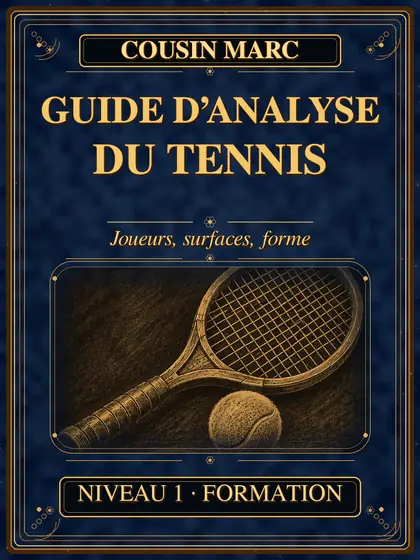 COUSIN MARC
GUIDE D’ANALYSE
DU TENNIS
Joueurs, surfaces, forme
NIVEAU 1 · FORMATION